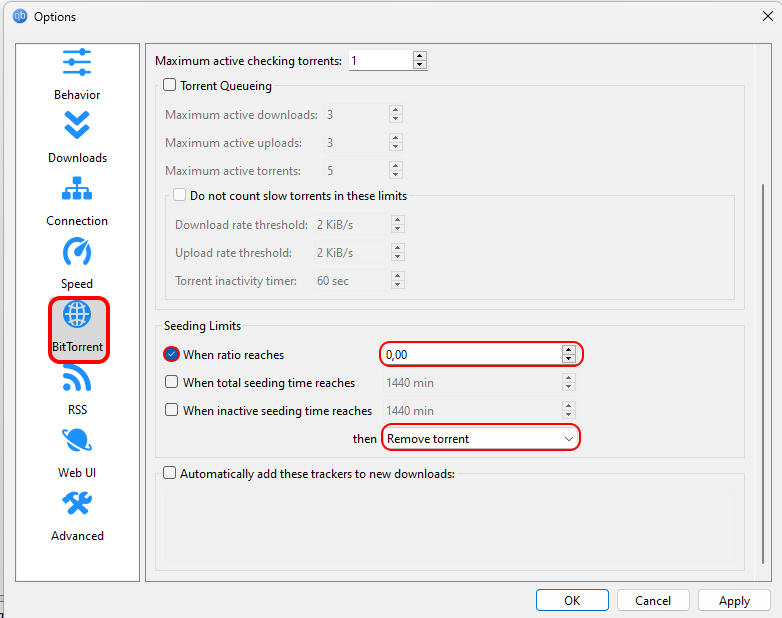 qb Options
Behavior
Downloads
Connection
Speed
BitTorrent
RSS
Web UI
Advanced
Maximum active checking torrents: 1
Torrent Queueing
Maximum active downloads: 3
Maximum active uploads: 3
Maximum active torrents: 5
Do not count slow torrents in these limits
Download rate threshold: 2 KiB/s
Upload rate threshold: 2 KiB/s
Torrent inactivity timer: 60 sec
Seeding Limits
When ratio reaches 0,00
When total seeding time reaches 1440 min
When inactive seeding time reaches 1440 min
then Remove torrent
Automatically add these trackers to new downloads:
OK Cancel Apply